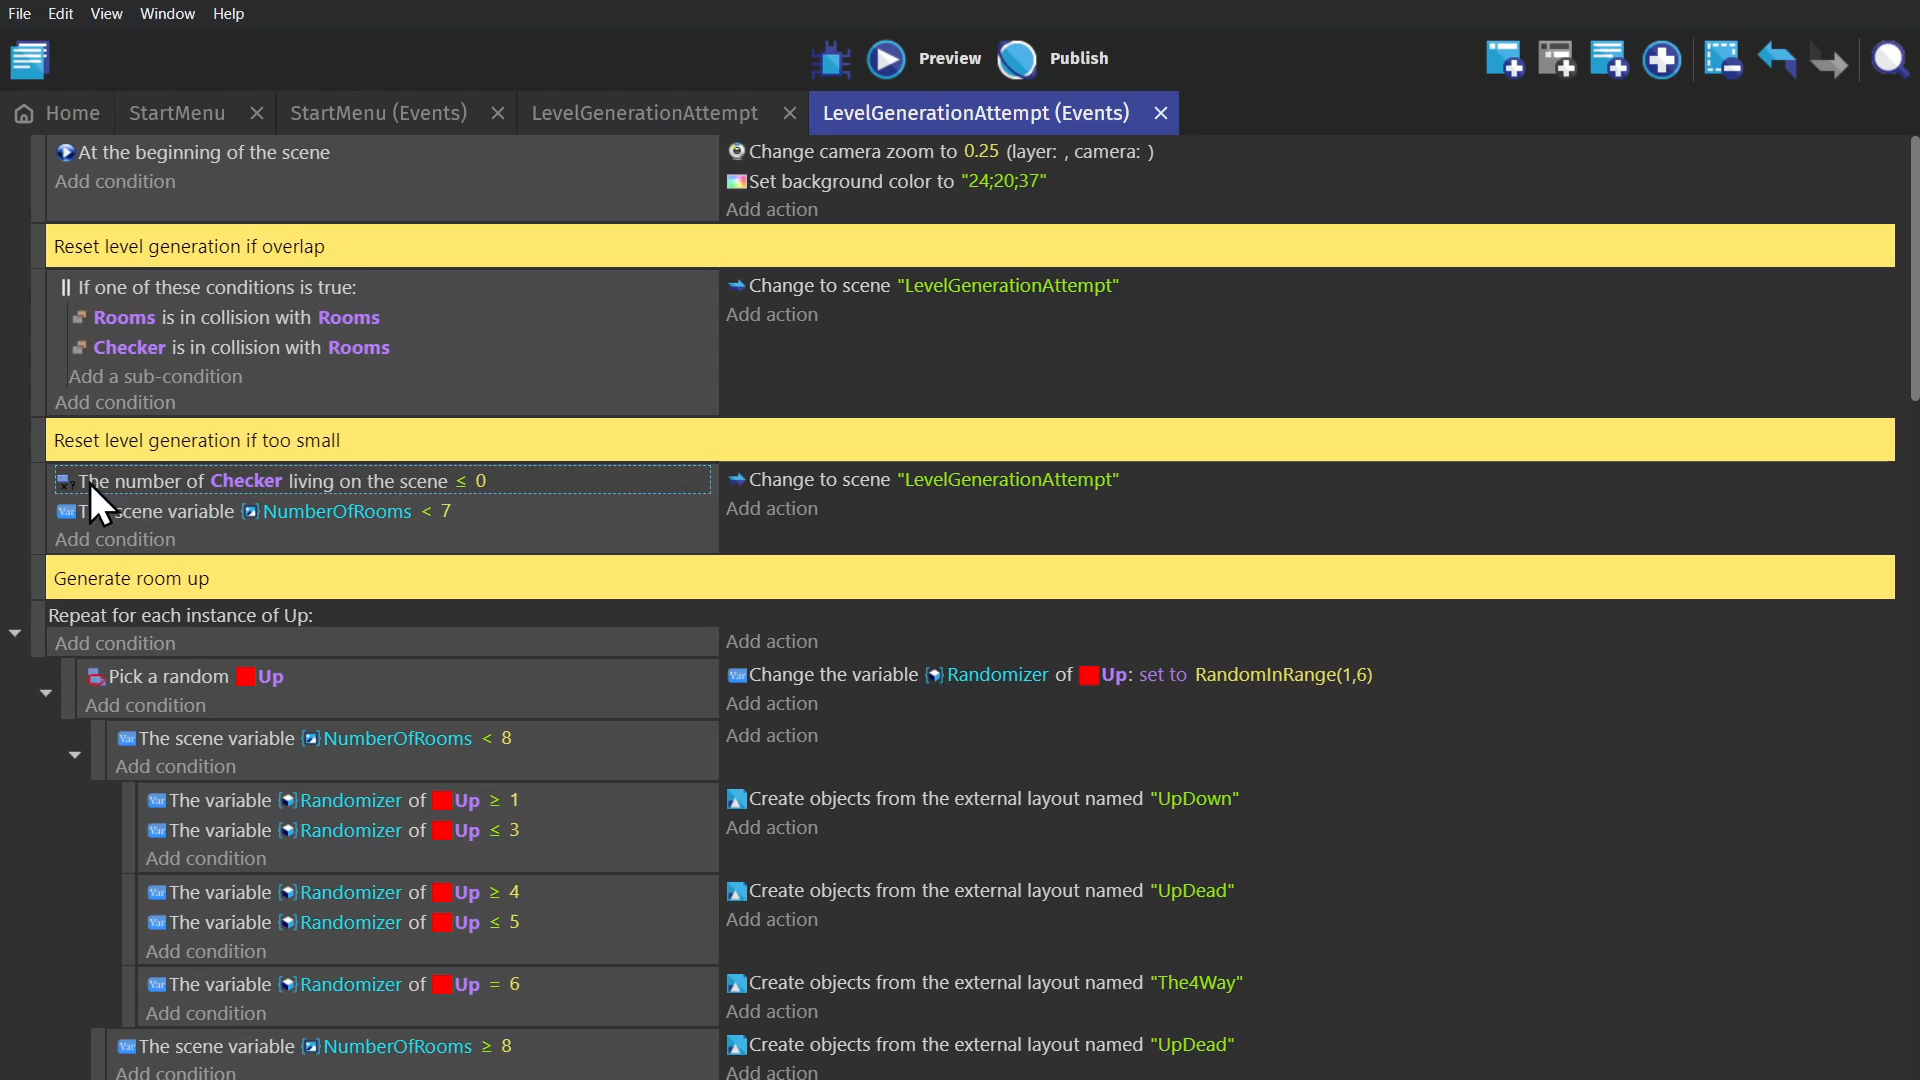 File Edit View Window Help
Preview Publish
Home StartMenu StartMenu (Events) LevelGenerationAttempt LevelGenerationAttempt (Events)
At the beginning of the scene
Add condition
Change camera zoom to 0.25 (layer: , camera: )
Set background color to "24;20;37"
Add action
Reset level generation if overlap
If one of these conditions is true:
Rooms is in collision with Rooms
Checker is in collision with Rooms
Add a sub-condition
Add condition
Change to scene "LevelGenerationAttempt"
Add action
Reset level generation if too small
The number of Checker living on the scene ≤ 0
scene variable NumberOfRooms < 7
Add condition
Change to scene "LevelGenerationAttempt"
Add action
Generate room up
Repeat for each instance of Up:
Add condition
Add action
Pick a random Up
Add condition
Change the variable Randomizer of Up: set to RandomInRange(1,6)
Add action
The scene variable NumberOfRooms < 8
Add condition
Add action
The variable Randomizer of Up ≥ 1
The variable Randomizer of Up ≤ 3
Add condition
Create objects from the external layout named "UpDown"
Add action
The variable Randomizer of Up ≥ 4
The variable Randomizer of Up ≤ 5
Add condition
Create objects from the external layout named "UpDead"
Add action
The variable Randomizer of Up = 6
Add condition
Create objects from the external layout named "The4Way"
Add action
The scene variable NumberOfRooms ≥ 8
Add condition
Create objects from the external layout named "UpDead"
Add action